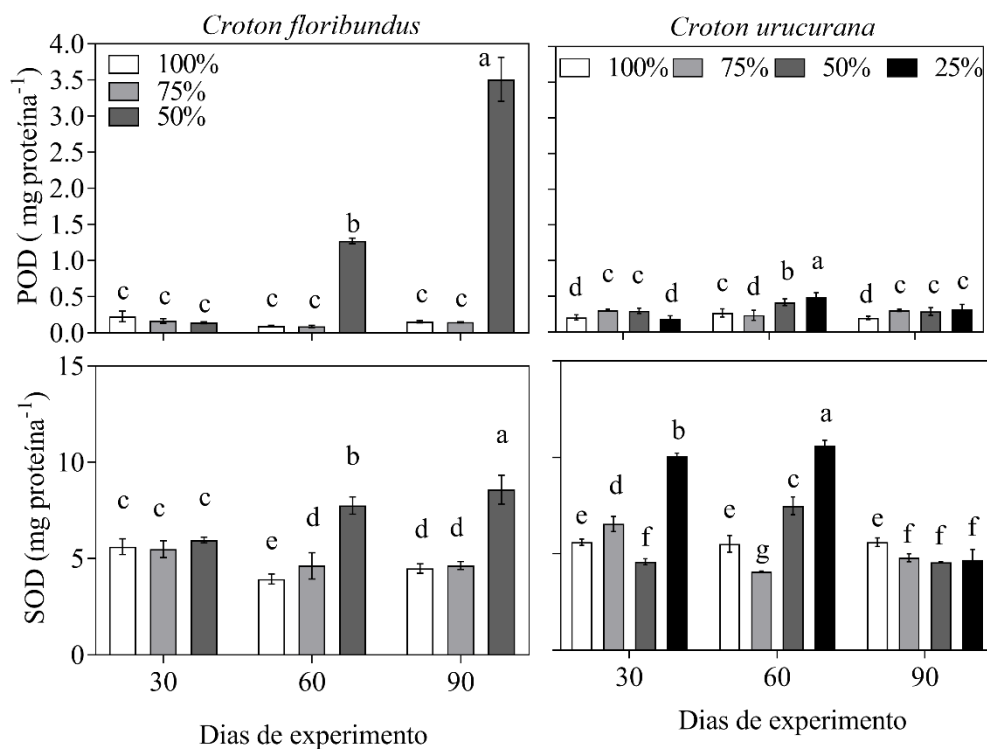 Croton floribundus
Croton urucurana
4.0
3.5
3.0
2.5
2.0
1.5
1.0
0.5
0.0
POD ( mg proteína-1)
100%
75%
50%
c c c c c b c c a
100% 75% 50% 25%
d c c d c d b a d c c c
15
10
5
0
SOD (mg proteína-1)
c c c e d b d d a
e d f b e g c a e f f f
30 60 90
30 60 90
Dias de experimento
Dias de experimento